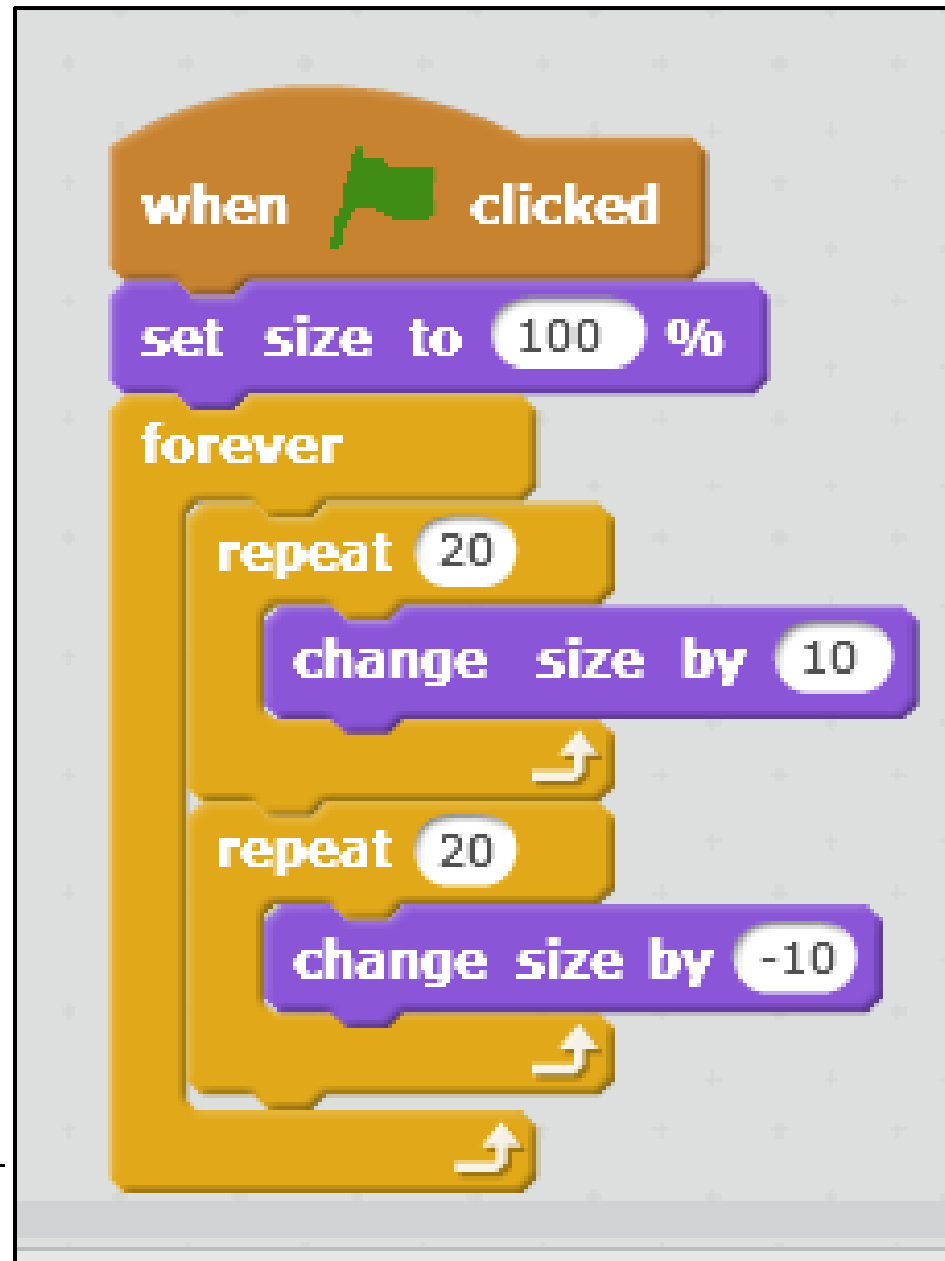 when clicked
set size to 100 %
forever
repeat 20
change size by 10
repeat 20
change size by -10